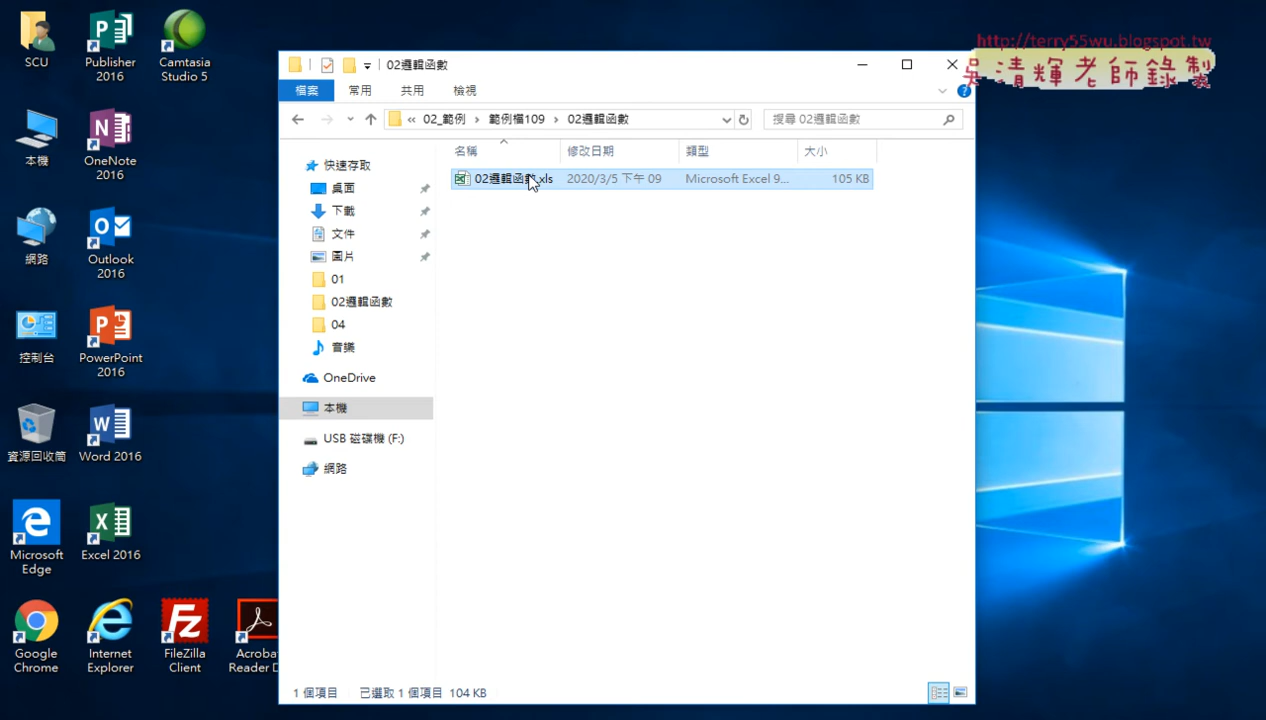 http://terry55wu.blogspot.tw
吳清輝老師錄製
SCU
Publisher
2016
Camtasia
Studio 5
本機
OneNote
2016
網路
Outlook
2016
控制台
PowerPoint
2016
資源回收筒
Word 2016
Microsoft
Edge
Excel 2016
Google
Chrome
Internet
Explorer
FileZilla
Client
Acrobat
Reader D
02邏輯函數
檔案 常用 共用 檢視
« 02_範例 › 範例檔109 › 02邏輯函數
搜尋 02邏輯函數
名稱 修改日期 類型 大小
02邏輯函數.xls 2020/3/5 下午 09 Microsoft Excel 9... 105 KB
快速存取
桌面
下載
文件
圖片
01
02邏輯函數
04
音樂
OneDrive
本機
USB 磁碟機 (F:)
網路
1 個項目 已選取 1 個項目 104 KB